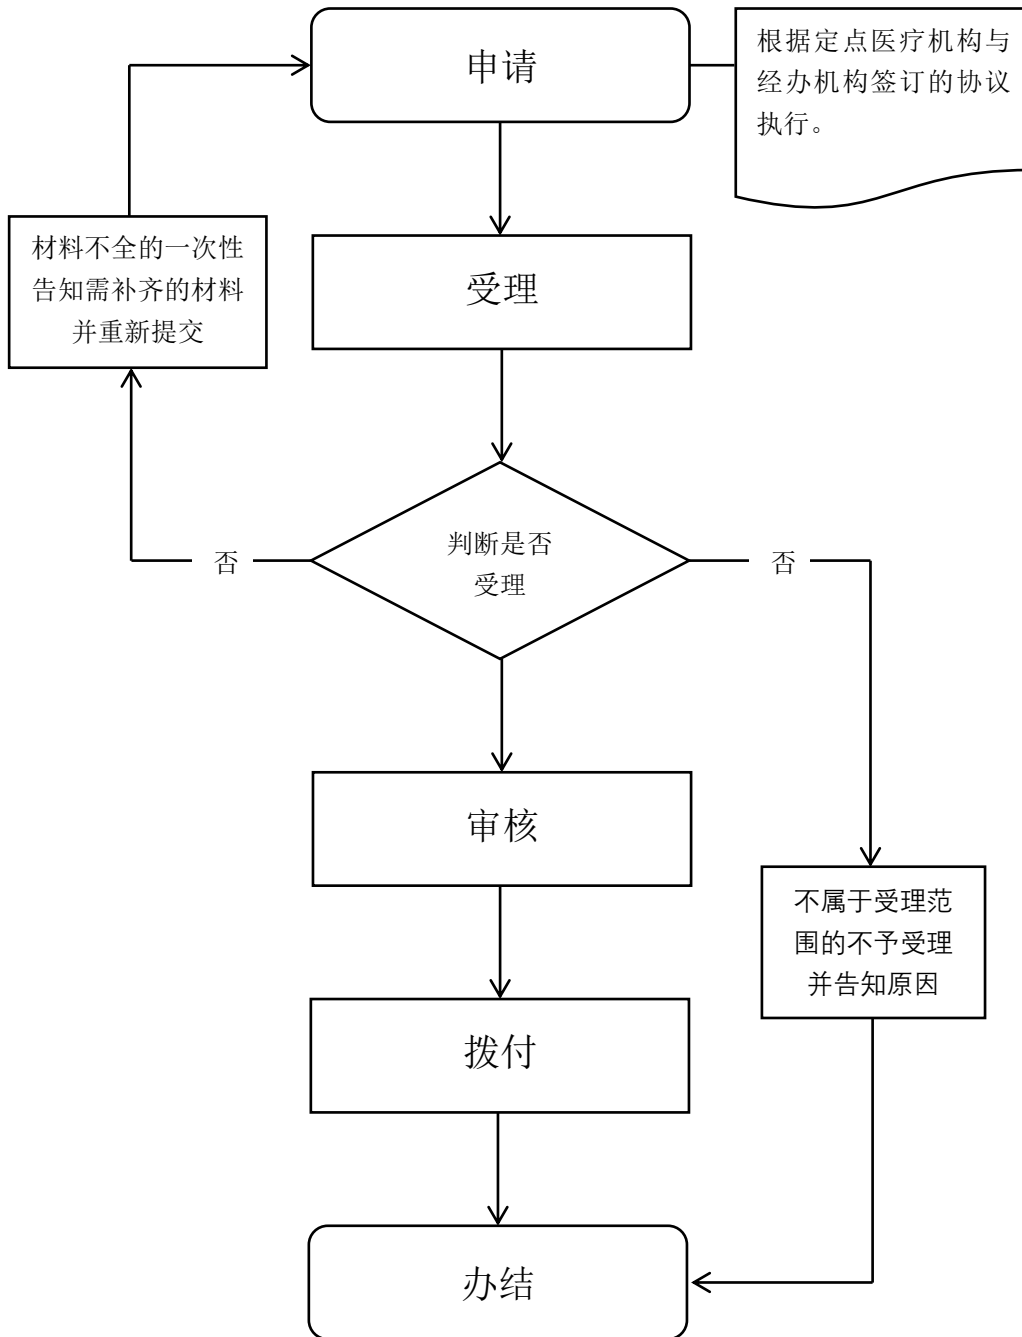 申请
根据定点医疗机构与
经办机构签订的协议
执行。
材料不全的一次性
告知需补齐的材料
并重新提交
受理
判断是否
受理
否
否
审核
不属于受理范
围的不予受理
并告知原因
拨付
办结